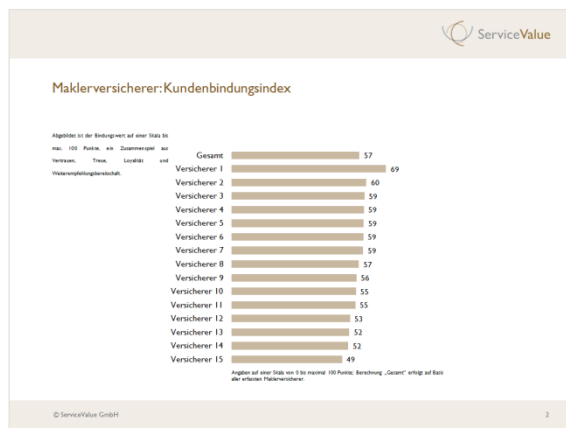 ServiceValue
Maklerversicherer: Kundenbindungsindex
Abgebildet ist der Bindungswert auf einer Skala bis
max. 100 Punkte, ein Zusammenspiel aus
Vertrauen, Treue, Loyalität und
Weiterempfehlungsbereitschaft.
Gesamt 57
Versicherer 1 69
Versicherer 2 60
Versicherer 3 59
Versicherer 4 59
Versicherer 5 59
Versicherer 6 59
Versicherer 7 59
Versicherer 8 57
Versicherer 9 56
Versicherer 10 55
Versicherer 11 55
Versicherer 12 53
Versicherer 13 52
Versicherer 14 52
Versicherer 15 49
Angaben auf einer Skala von 0 bis maximal 100 Punkte; Berechnung „Gesamt“ erfolgt auf Basis
aller erfassten Maklerversicherer.
© ServiceValue GmbH 2